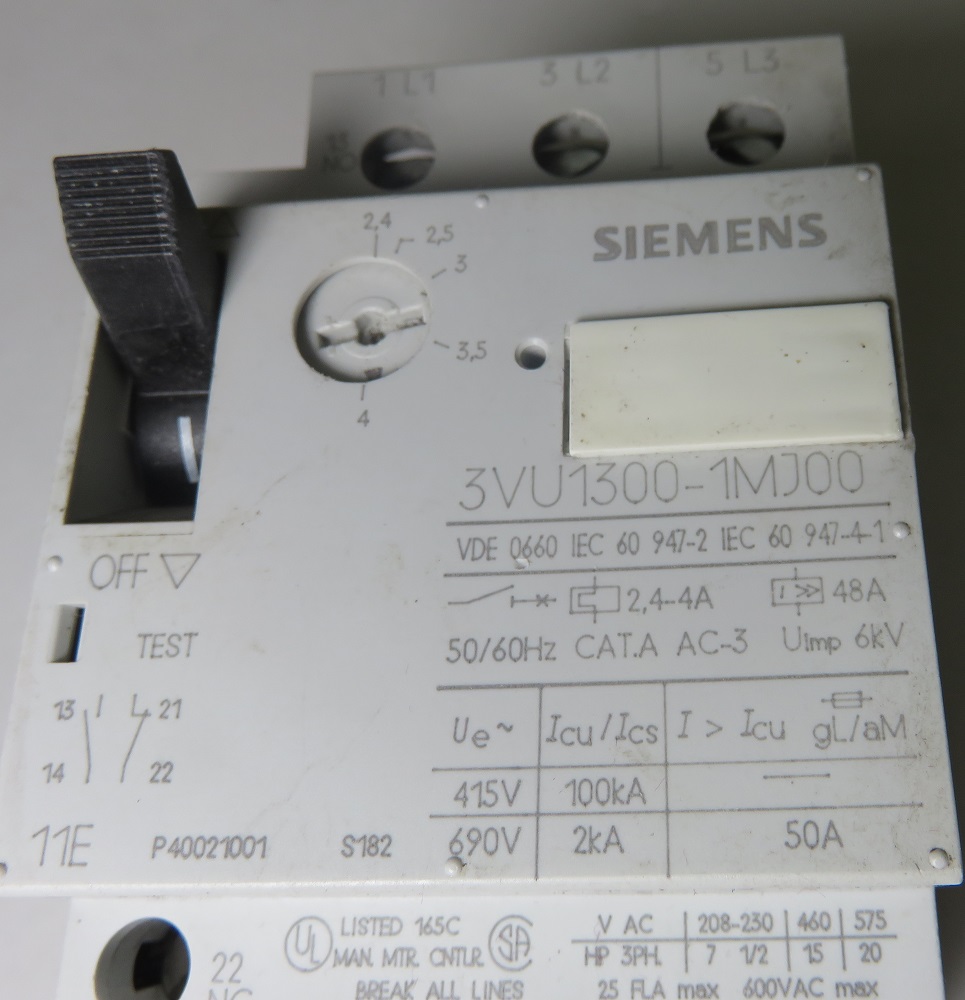 1 L1 3 L2 5 L3
13
NO
SIEMENS
2,4
2,5
3
3,5
4
3VU1300-1MJ00
VDE 0660 IEC 60 947-2 IEC 60 947-4-1
OFF
2,4-4A I >> 48A
TEST
50/60Hz CAT.A AC-3 Uimp 6kV
13 21
14 22
Ue~ Icu/Ics I > Icu gL/aM
415V 100kA
690V 2kA 50A
11E P40021001 S182
22
NC
UL LISTED 165C SA
MAN. MTR. CNTLR.
BREAK ALL LINES
V AC 208-230 460 575
HP 3PH. 7 1/2 15 20
25 FLA max 600VAC max